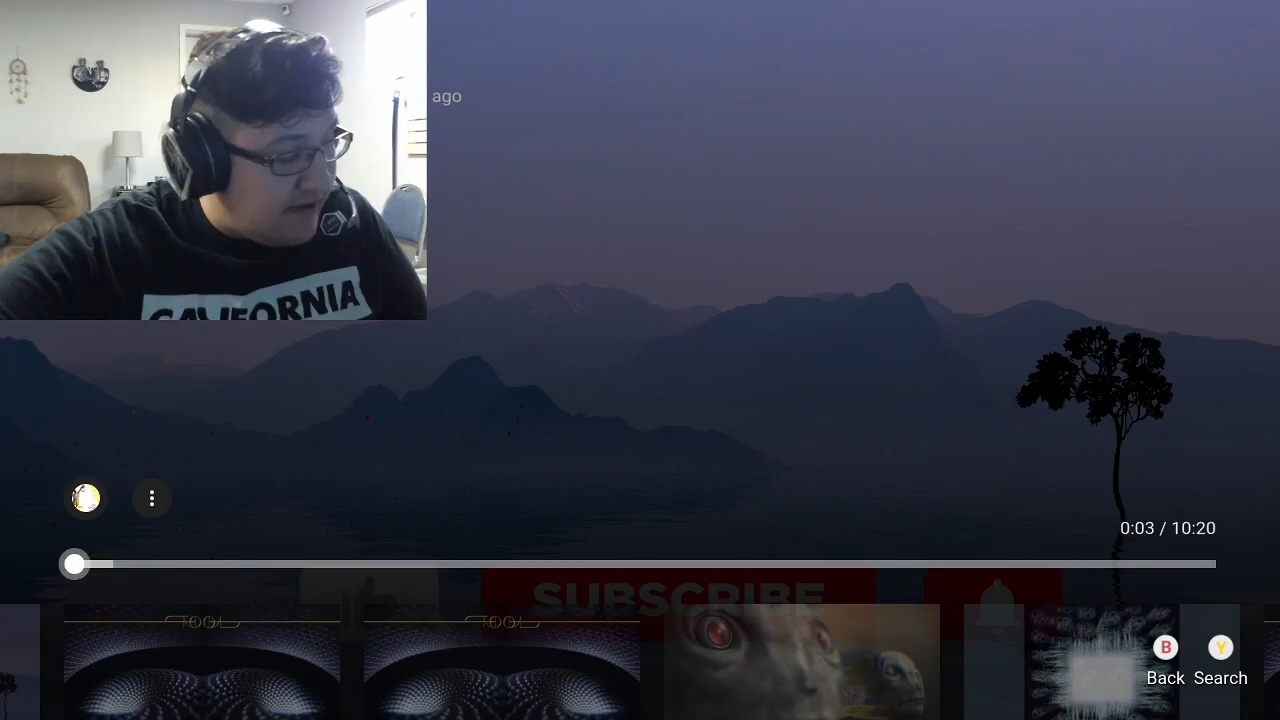 ago
CALIFORNIA
0:03 / 10:20
SUBSCRIBE
TOOL
TOOL
B
Y
Back
Search